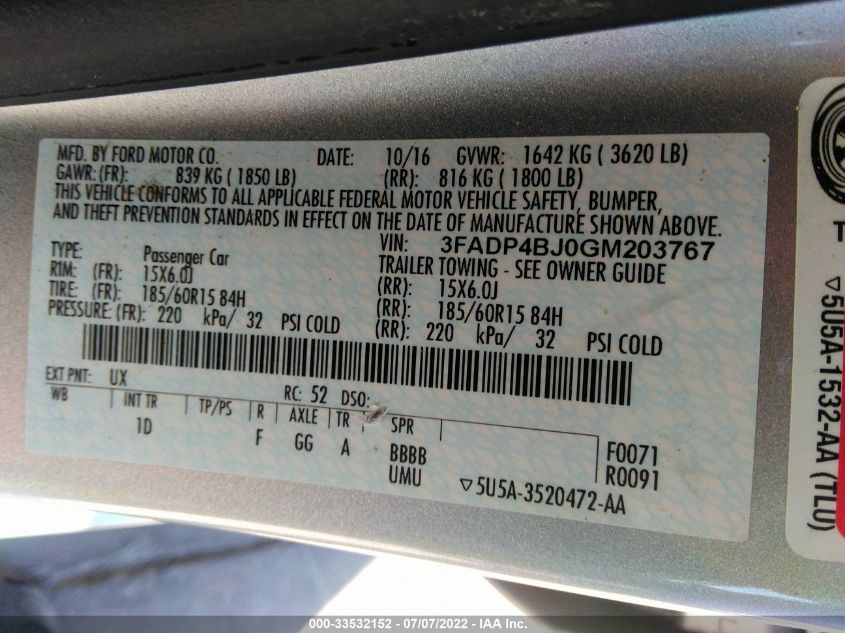 MFD. BY FORD MOTOR CO. DATE: 10/16 GVWR: 1642 KG ( 3620 LB)
GAWR: (FR): 839 KG ( 1850 LB) (RR): 816 KG ( 1800 LB)
THIS VEHICLE CONFORMS TO ALL APPLICABLE FEDERAL MOTOR VEHICLE SAFETY, BUMPER,
AND THEFT PREVENTION STANDARDS IN EFFECT ON THE DATE OF MANUFACTURE SHOWN ABOVE.
VIN: 3FADP4BJ0GM203767
TYPE: Passenger Car TRAILER TOWING - SEE OWNER GUIDE
RIM: (FR): 15X6.0J (RR): 15X6.0J
TIRE: (FR): 185/60R15 84H (RR): 185/60R15 84H
PRESSURE: (FR): 220 kPa/ 32 PSI COLD (RR): 220 kPa/ 32 PSI COLD
EXT PNT: UX RC: 52 DSO:
WB INT TR TP/PS R AXLE TR SPR
1D F GG A BBBB F0071
UMU R0091
▽5U5A-3520472-AA
T
▽5U5A-1532-AA (TLU)
000-33532152 - 07/07/2022 - IAA Inc.